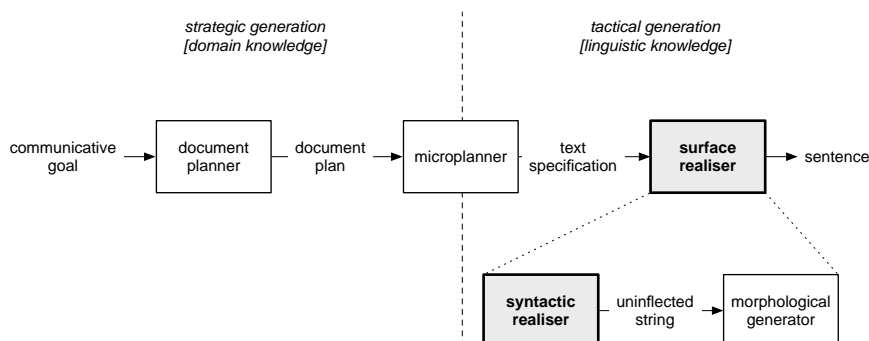 strategic generation
[domain knowledge]
tactical generation
[linguistic knowledge]
communicative
goal
document
planner
document
plan
microplanner
text
specification
surface
realiser
sentence
syntactic
realiser
uninflected
string
morphological
generator